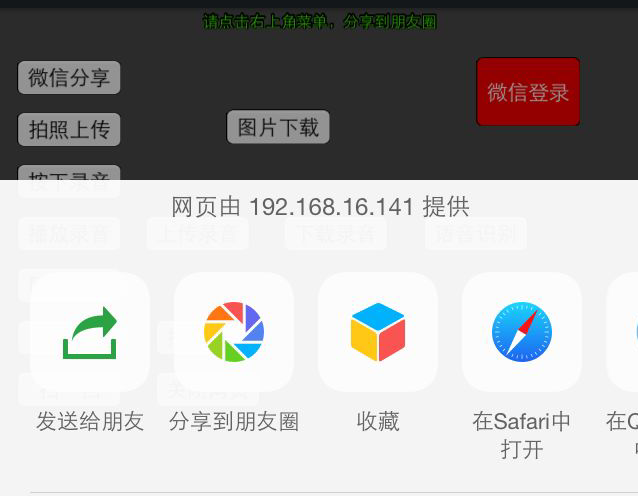 请点击右上角菜单，分享到朋友圈
微信分享
微信登录
拍照上传
图片下载
按下录音
网页由 192.168.16.141 提供
播放录音 上传录音 下载录音 语音识别
关闭网页
发送给朋友
分享到朋友圈
收藏
在Safari中
打开
在Q